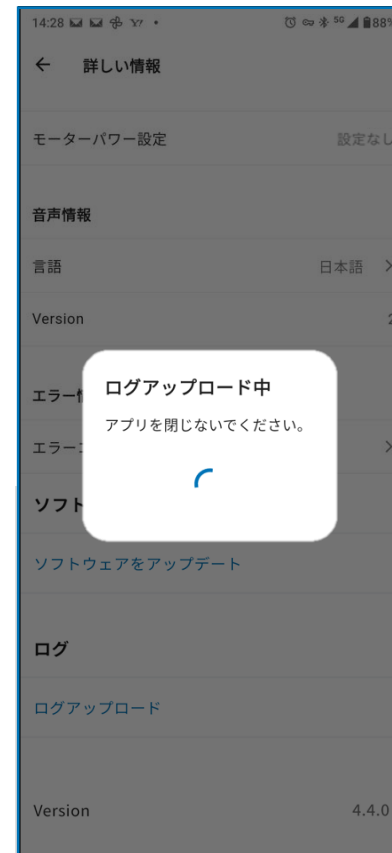 14:28
5G 88%
詳しい情報
モーターパワー設定 設定なし
音声情報
言語 日本語
Version 2
エラー
ログアップロード中
アプリを閉じないでください。
エラー
ソフト
ソフトウェアをアップデート
ログ
ログアップロード
Version 4.4.0